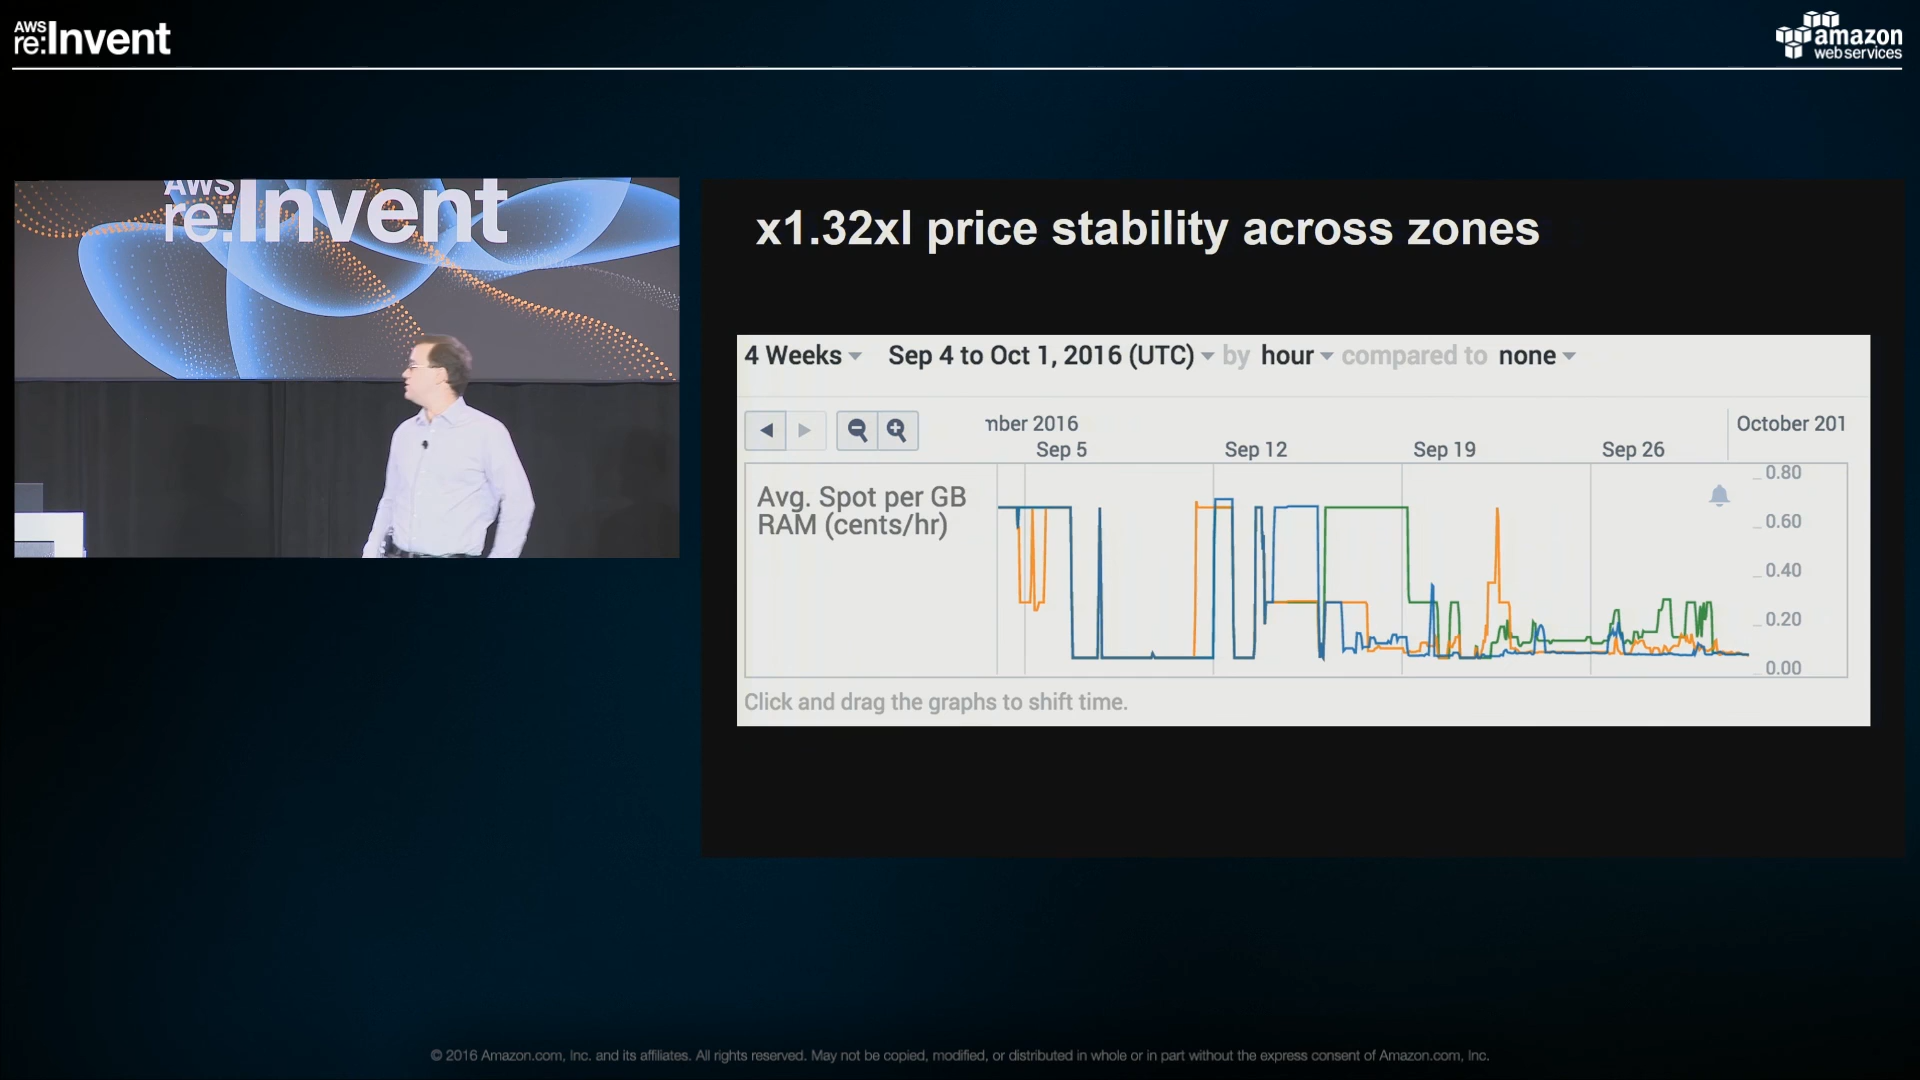 AWS
re:Invent
amazon
webservices
AWS
re:Invent
x1.32xl price stability across zones
4 Weeks Sep 4 to Oct 1, 2016 (UTC) by hour compared to none
mber 2016
October 201
Sep 5 Sep 12 Sep 19 Sep 26
Avg. Spot per GB
RAM (cents/hr)
0.80
0.60
0.40
0.20
0.00
Click and drag the graphs to shift time.
© 2016 Amazon.com, Inc. and its affiliates. All rights reserved. May not be copied, modified, or distributed in whole or in part without the express consent of Amazon.com, Inc.